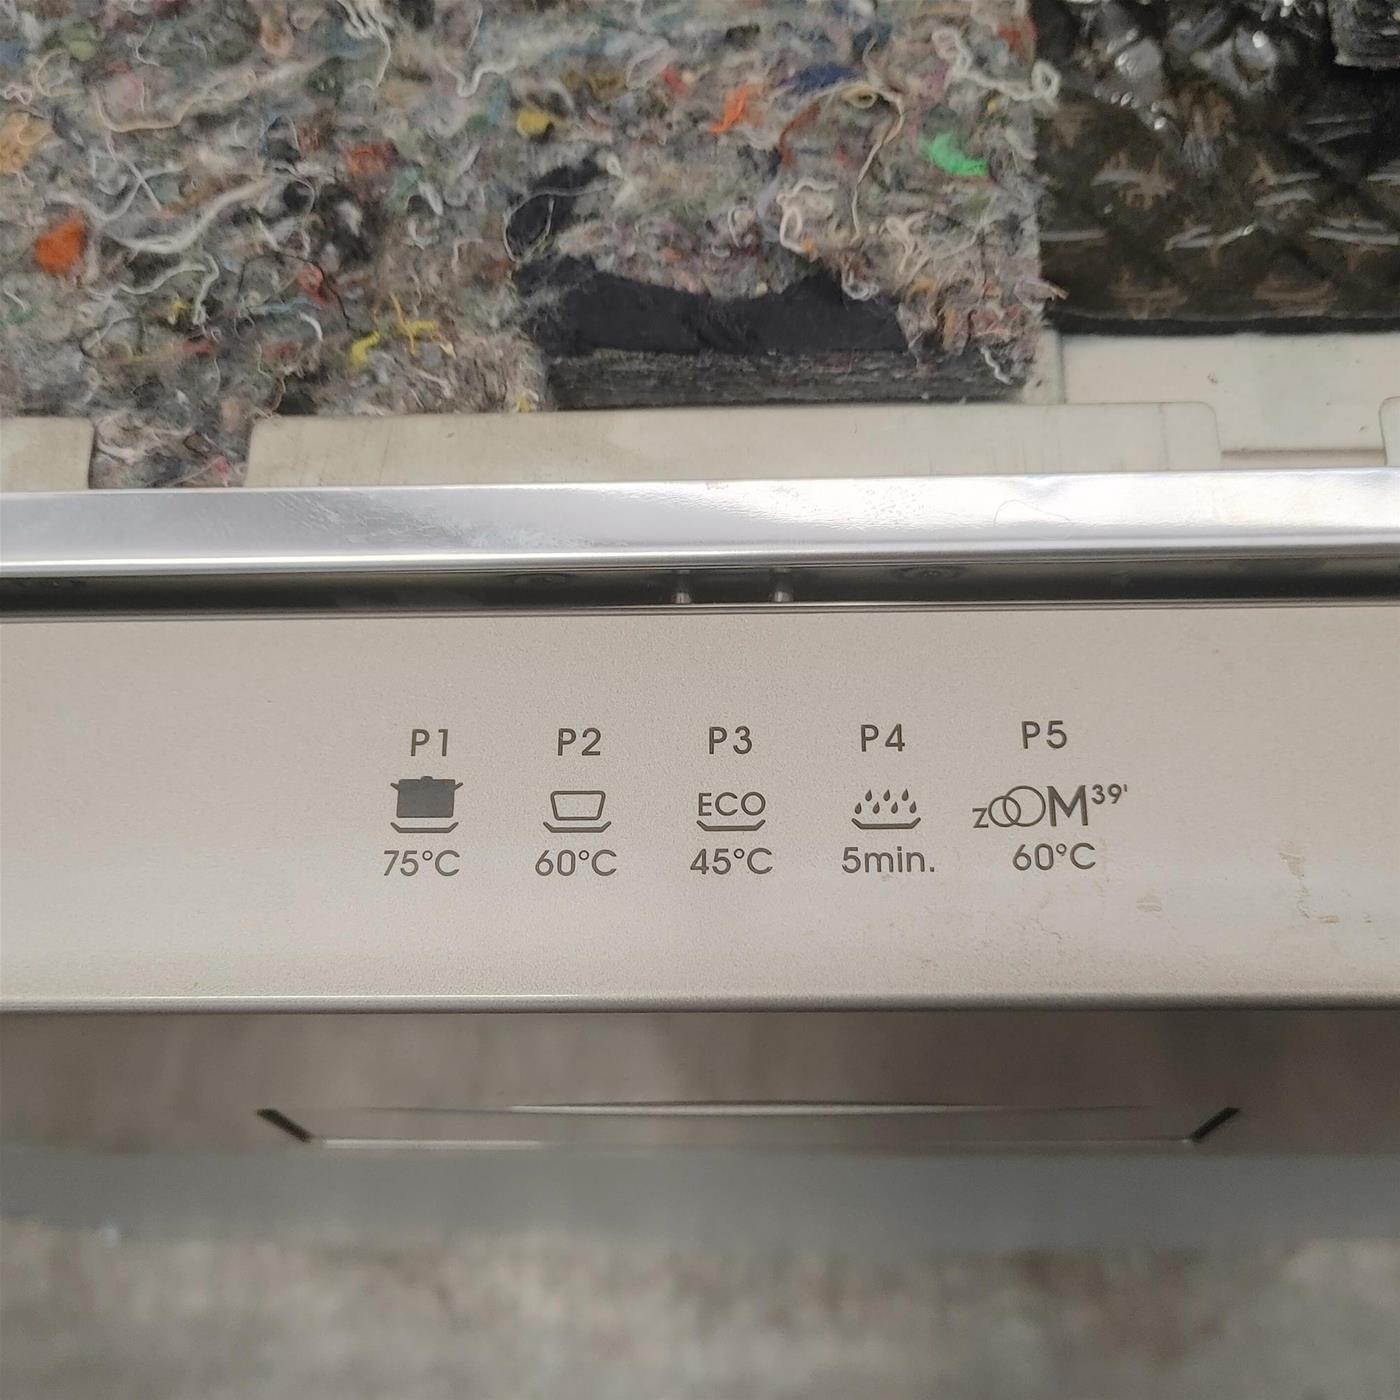 P1 P2 P3 P4 P5
ECO zOOM39'
75°C 60°C 45°C 5min. 60°C